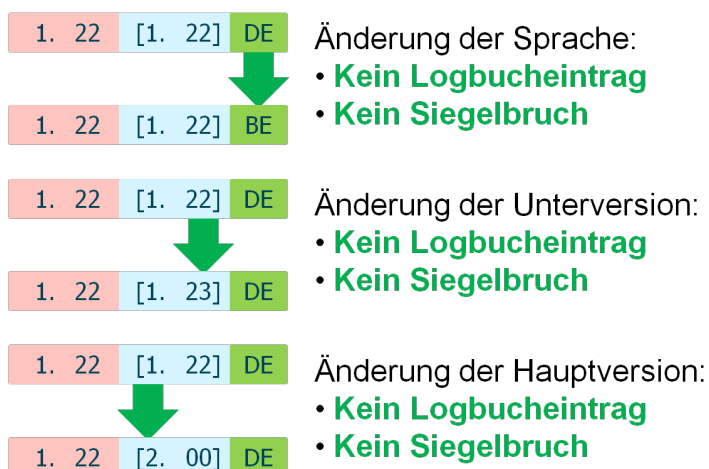 1. 22 [1. 22] DE
Änderung der Sprache:
• Kein Logbucheintrag
• Kein Siegelbruch
1. 22 [1. 22] BE
1. 22 [1. 22] DE
Änderung der Unterversion:
• Kein Logbucheintrag
• Kein Siegelbruch
1. 22 [1. 23] DE
1. 22 [1. 22] DE
Änderung der Hauptversion:
• Kein Logbucheintrag
• Kein Siegelbruch
1. 22 [2. 00] DE